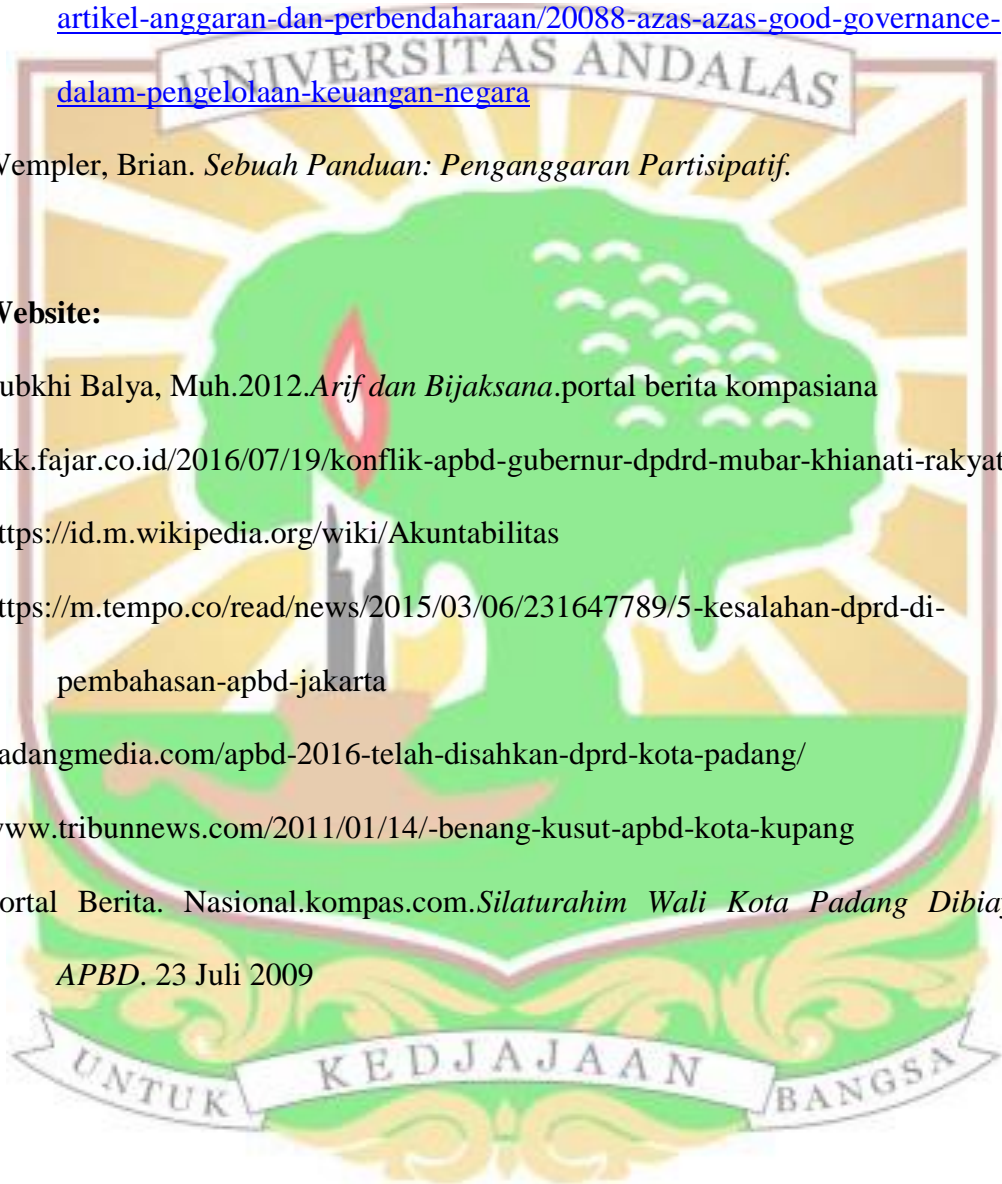 artikel-anggaran-dan-perbendaharaan/20088-azas-azas-good-governance-
UNIVERSITAS ANDALAS
dalam-pengelolaan-keuangan-negara
Wempler, Brian. Sebuah Panduan: Penganggaran Partisipatif.
Website:
ubkhi Balya, Muh.2012.Arif dan Bijaksana.portal berita kompasiana
kk.fajar.co.id/2016/07/19/konflik-apbd-gubernur-dpdrd-mubar-khianati-rakyat
ttps://id.m.wikipedia.org/wiki/Akuntabilitas
ttps://m.tempo.co/read/news/2015/03/06/231647789/5-kesalahan-dprd-di-
pembahasan-apbd-jakarta
adangmedia.com/apbd-2016-telah-disahkan-dprd-kota-padang/
www.tribunnews.com/2011/01/14/-benang-kusut-apbd-kota-kupang
ortal Berita. Nasional.kompas.com.Silaturahim Wali Kota Padang Dibiay
APBD. 23 Juli 2009
UNTUK KEDJAJAAN BANGSA